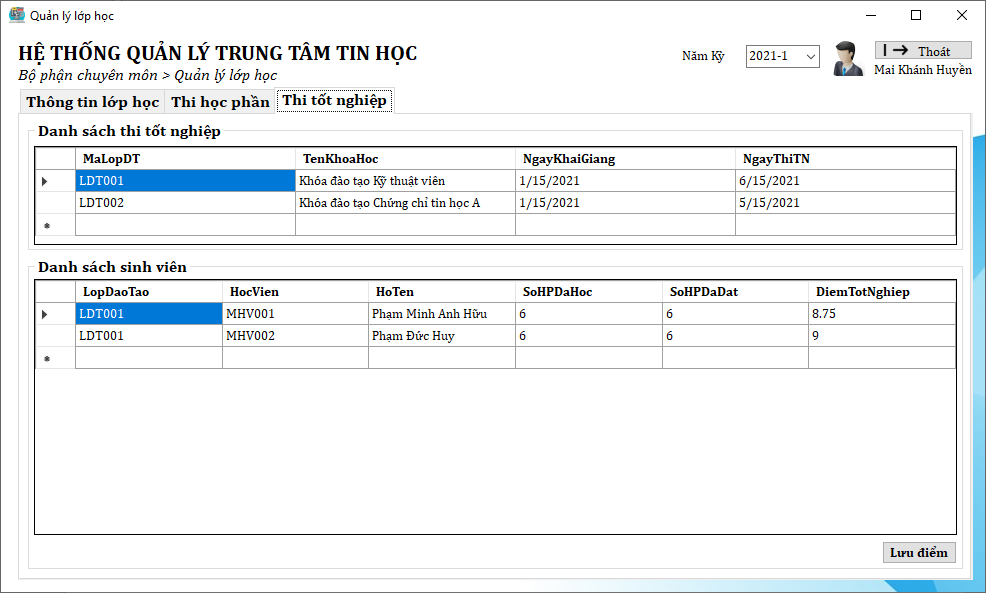 Quản lý lớp học
HỆ THỐNG QUẢN LÝ TRUNG TÂM TIN HỌC
Bộ phận chuyên môn > Quản lý lớp học
Năm Kỳ 2021-1 Thoát
Mai Khánh Huyền
Thông tin lớp học Thi học phần Thi tốt nghiệp
Danh sách thi tốt nghiệp
MaLopDT TenKhoaHoc NgayKhaiGiang NgayThiTN
LDT001 Khóa đào tạo Kỹ thuật viên 1/15/2021 6/15/2021
LDT002 Khóa đào tạo Chứng chỉ tin học A 1/15/2021 5/15/2021
Danh sách sinh viên
LopDaoTao HocVien HoTen SoHPDaHoc SoHPDaDat DiemTotNghiep
LDT001 MHV001 Phạm Minh Anh Hữu 6 6 8.75
LDT001 MHV002 Phạm Đức Huy 6 6 9
Lưu điểm